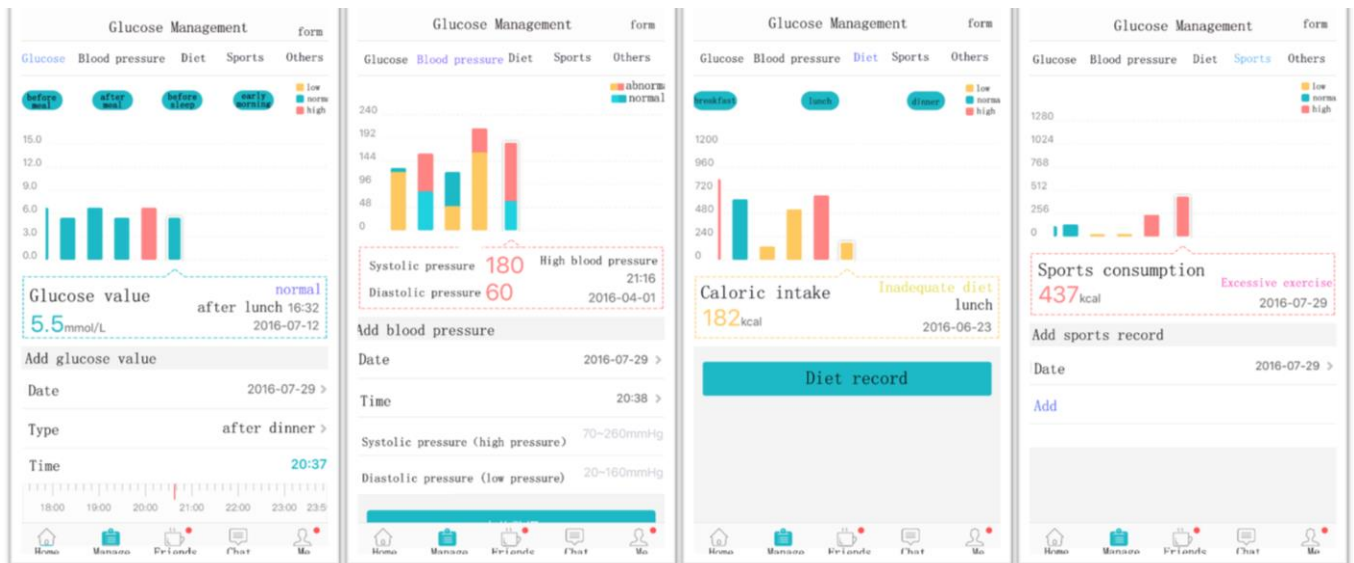 Glucose Management form
Glucose Blood pressure Diet Sports Others
before meal
after meal
before sleep
early morning
low
norma
high
15.0
12.0
9.0
6.0
3.0
0.0
Glucose value
normal
after lunch 16:32
5.5mmol/L
2016-07-12
Add glucose value
Date 2016-07-29 >
Type after dinner >
Time 20:37
18:00 19:00 20:00 21:00 22:00 23:00 23:5
Home Manage Friends Chat Me
Glucose Management form
Glucose Blood pressure Diet Sports Others
abnorma
normal
240
192
144
96
48
0
Systolic pressure 180 High blood pressure
21:16
Diastolic pressure 60 2016-04-01
Add blood pressure
Date 2016-07-29 >
Time 20:38 >
Systolic pressure (high pressure) 70~260mmHg
Diastolic pressure (low pressure) 20~160mmHg
Home Manage Friends Chat Me
Glucose Management form
Glucose Blood pressure Diet Sports Others
breakfast
lunch
dinner
low
norma
high
1200
960
720
480
240
0
Caloric intake Inadequate diet
lunch
182kcal
2016-06-23
Diet record
Home Manage Friends Chat Me
Glucose Management form
Glucose Blood pressure Diet Sports Others
low
norma
high
1280
1024
768
512
256
0
Sports consumption
Excessive exercise
437kcal
2016-07-29
Add sports record
Date 2016-07-29 >
Add
Home Manage Friends Chat Me